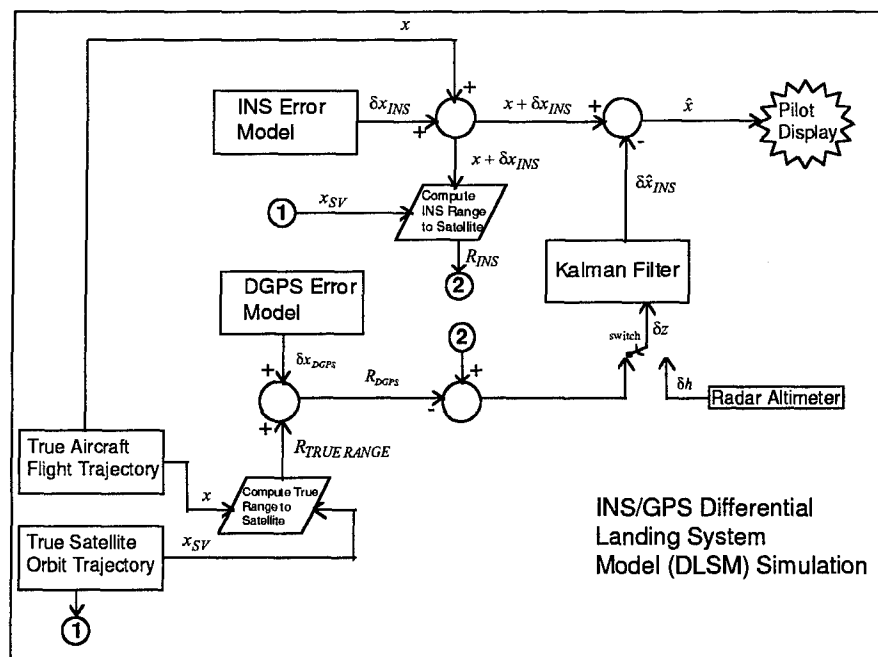 x
INS Error
Model
δx_INS
+
+
x + δx_INS
+
-
x̂
Pilot
Display
x + δx_INS
δx̂_INS
1
x_SV
Compute
INS Range
to Satellite
R_INS
2
Kalman Filter
DGPS Error
Model
2
switch
δz
δx_DGPS
+
+
R_DGPS
+
-
δh
Radar Altimeter
R_TRUE RANGE
True Aircraft
Flight Trajectory
x
Compute True
Range to
Satellite
True Satellite
Orbit Trajectory
x_SV
1
INS/GPS Differential
Landing System
Model (DLSM) Simulation